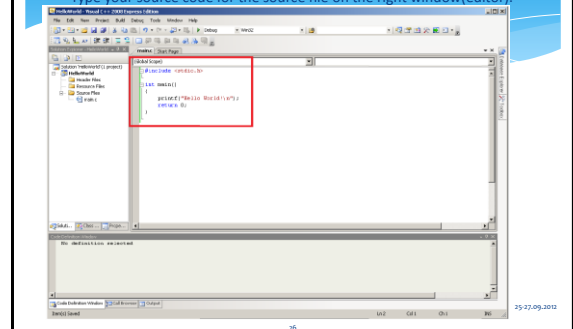 Type your source code for the source file on the right window(editor).
HelloWorld - Visual C++ 2008 Express Edition
File Edit View Project Build Debug Tools Window Help
Debug Win32
main.c Start Page
Solution 'HelloWorld' (1 project)
(Global Scope)
HelloWorld
Header Files
Resource Files
Source Files
main.c
#include <stdio.h>
int main()
{
printf("Hello World!\n");
return 0;
}
Code Definition Window
No definition selected
Code Definition Window Call Browser Output
Item(s) Saved Ln 2 Col 1 Ch 1 INS
25-27.09.2012
26